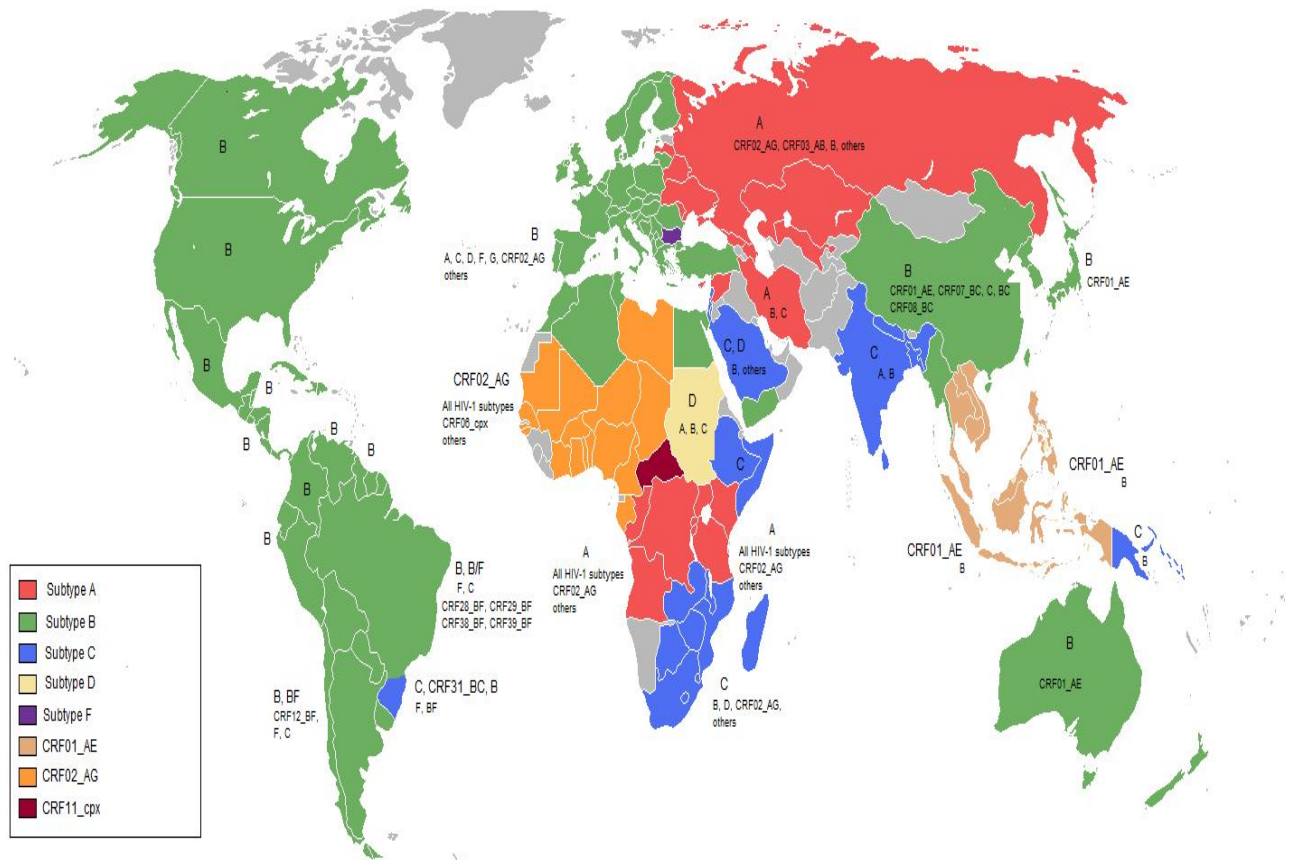 A
CRF02_AG, CRF03_AB, B, others
B
B
B
A, C, D, F, G, CRF02_AG
others
B
CRF01_AE, CRF07_BC, C, BC
CRF08_BC
B
CRF01_AE
A
B, C
C, D
B, others
C
A, B
B
B
CRF02_AG
All HIV-1 subtypes
CRF06_cpx
others
D
A, B, C
C
B
B
B
B
B
CRF01_AE
B
CRF01_AE
B
C
B
A
All HIV-1 subtypes
CRF02_AG
others
A
All HIV-1 subtypes
CRF02_AG
others
B, B/F
F, C
CRF28_BF, CRF29_BF
CRF38_BF, CRF39_BF
C, CRF31_BC, B
F, BF
B, BF
CRF12_BF,
F, C
C
B, D, CRF02_AG,
others
B
CRF01_AE
Subtype A
Subtype B
Subtype C
Subtype D
Subtype F
CRF01_AE
CRF02_AG
CRF11_cpx